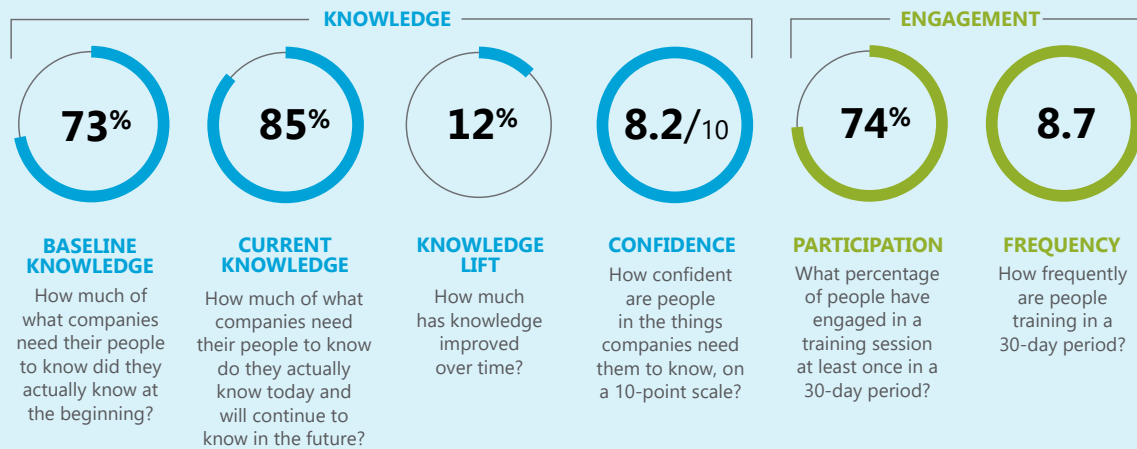 KNOWLEDGE
ENGAGEMENT
73%
85%
12%
8.2/10
74%
8.7
BASELINE
KNOWLEDGE
How much of
what companies
need their people
to know did they
actually know at
the beginning?
CURRENT
KNOWLEDGE
How much of what
companies need
their people to know
do they actually
know today and
will continue to
know in the future?
KNOWLEDGE
LIFT
How much
has knowledge
improved
over time?
CONFIDENCE
How confident
are people
in the things
companies need
them to know, on
a 10-point scale?
PARTICIPATION
What percentage
of people have
engaged in a
training session
at least once in a
30-day period?
FREQUENCY
How frequently
are people
training in a
30-day period?